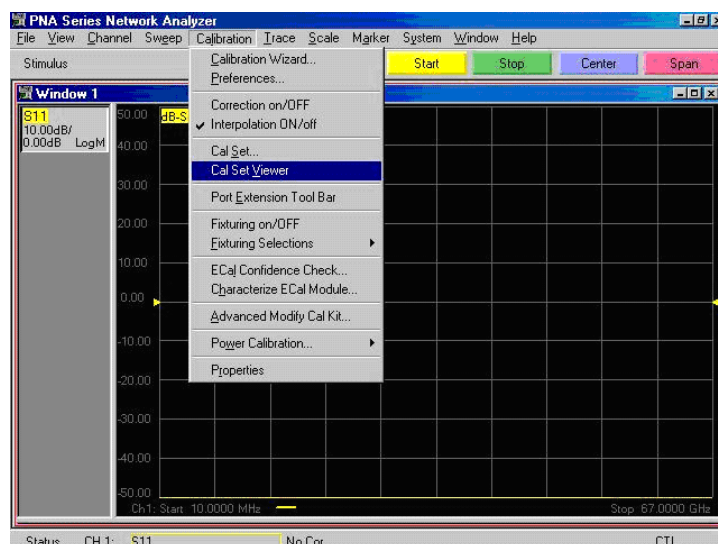 PNA Series Network Analyzer
File View Channel Sweep Calibration Trace Scale Marker System Window Help
Stimulus Start Stop Center Span
Window 1
S11
10.00dB/
0.00dB LogM
50.00 dB-S
40.00
30.00
20.00
10.00
0.00
-10.00
-20.00
-30.00
-40.00
-50.00
Calibration Wizard...
Preferences...
Correction on/OFF
Interpolation ON/off
Cal Set...
Cal Set Viewer
Port Extension Tool Bar
Fixturing on/OFF
Fixturing Selections
ECal Confidence Check...
Characterize ECal Module...
Advanced Modify Cal Kit...
Power Calibration...
Properties
Ch1: Start 10.0000 MHz Stop 67.0000 GHz
Status CH 1: S11 No Cor